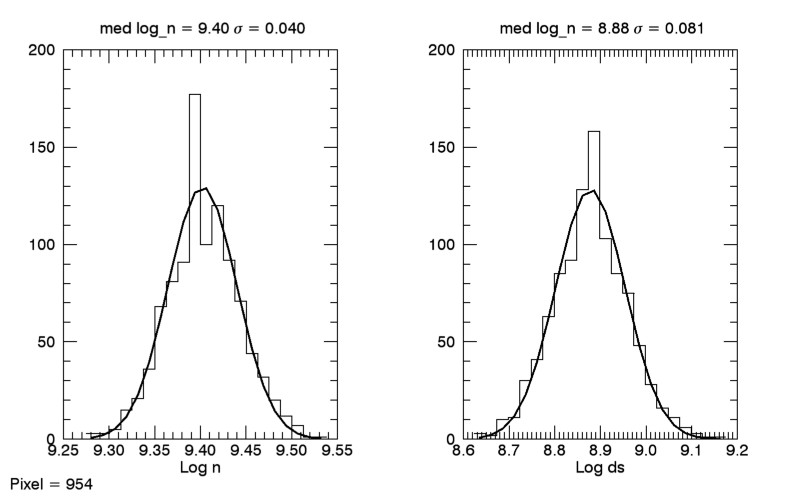 med log_n = 9.40 σ = 0.040
200
150
100
50
0
9.25 9.30 9.35 9.40 9.45 9.50 9.55
Log n
med log_n = 8.88 σ = 0.081
200
150
100
50
0
8.6 8.7 8.8 8.9 9.0 9.1 9.2
Log ds
Pixel = 954